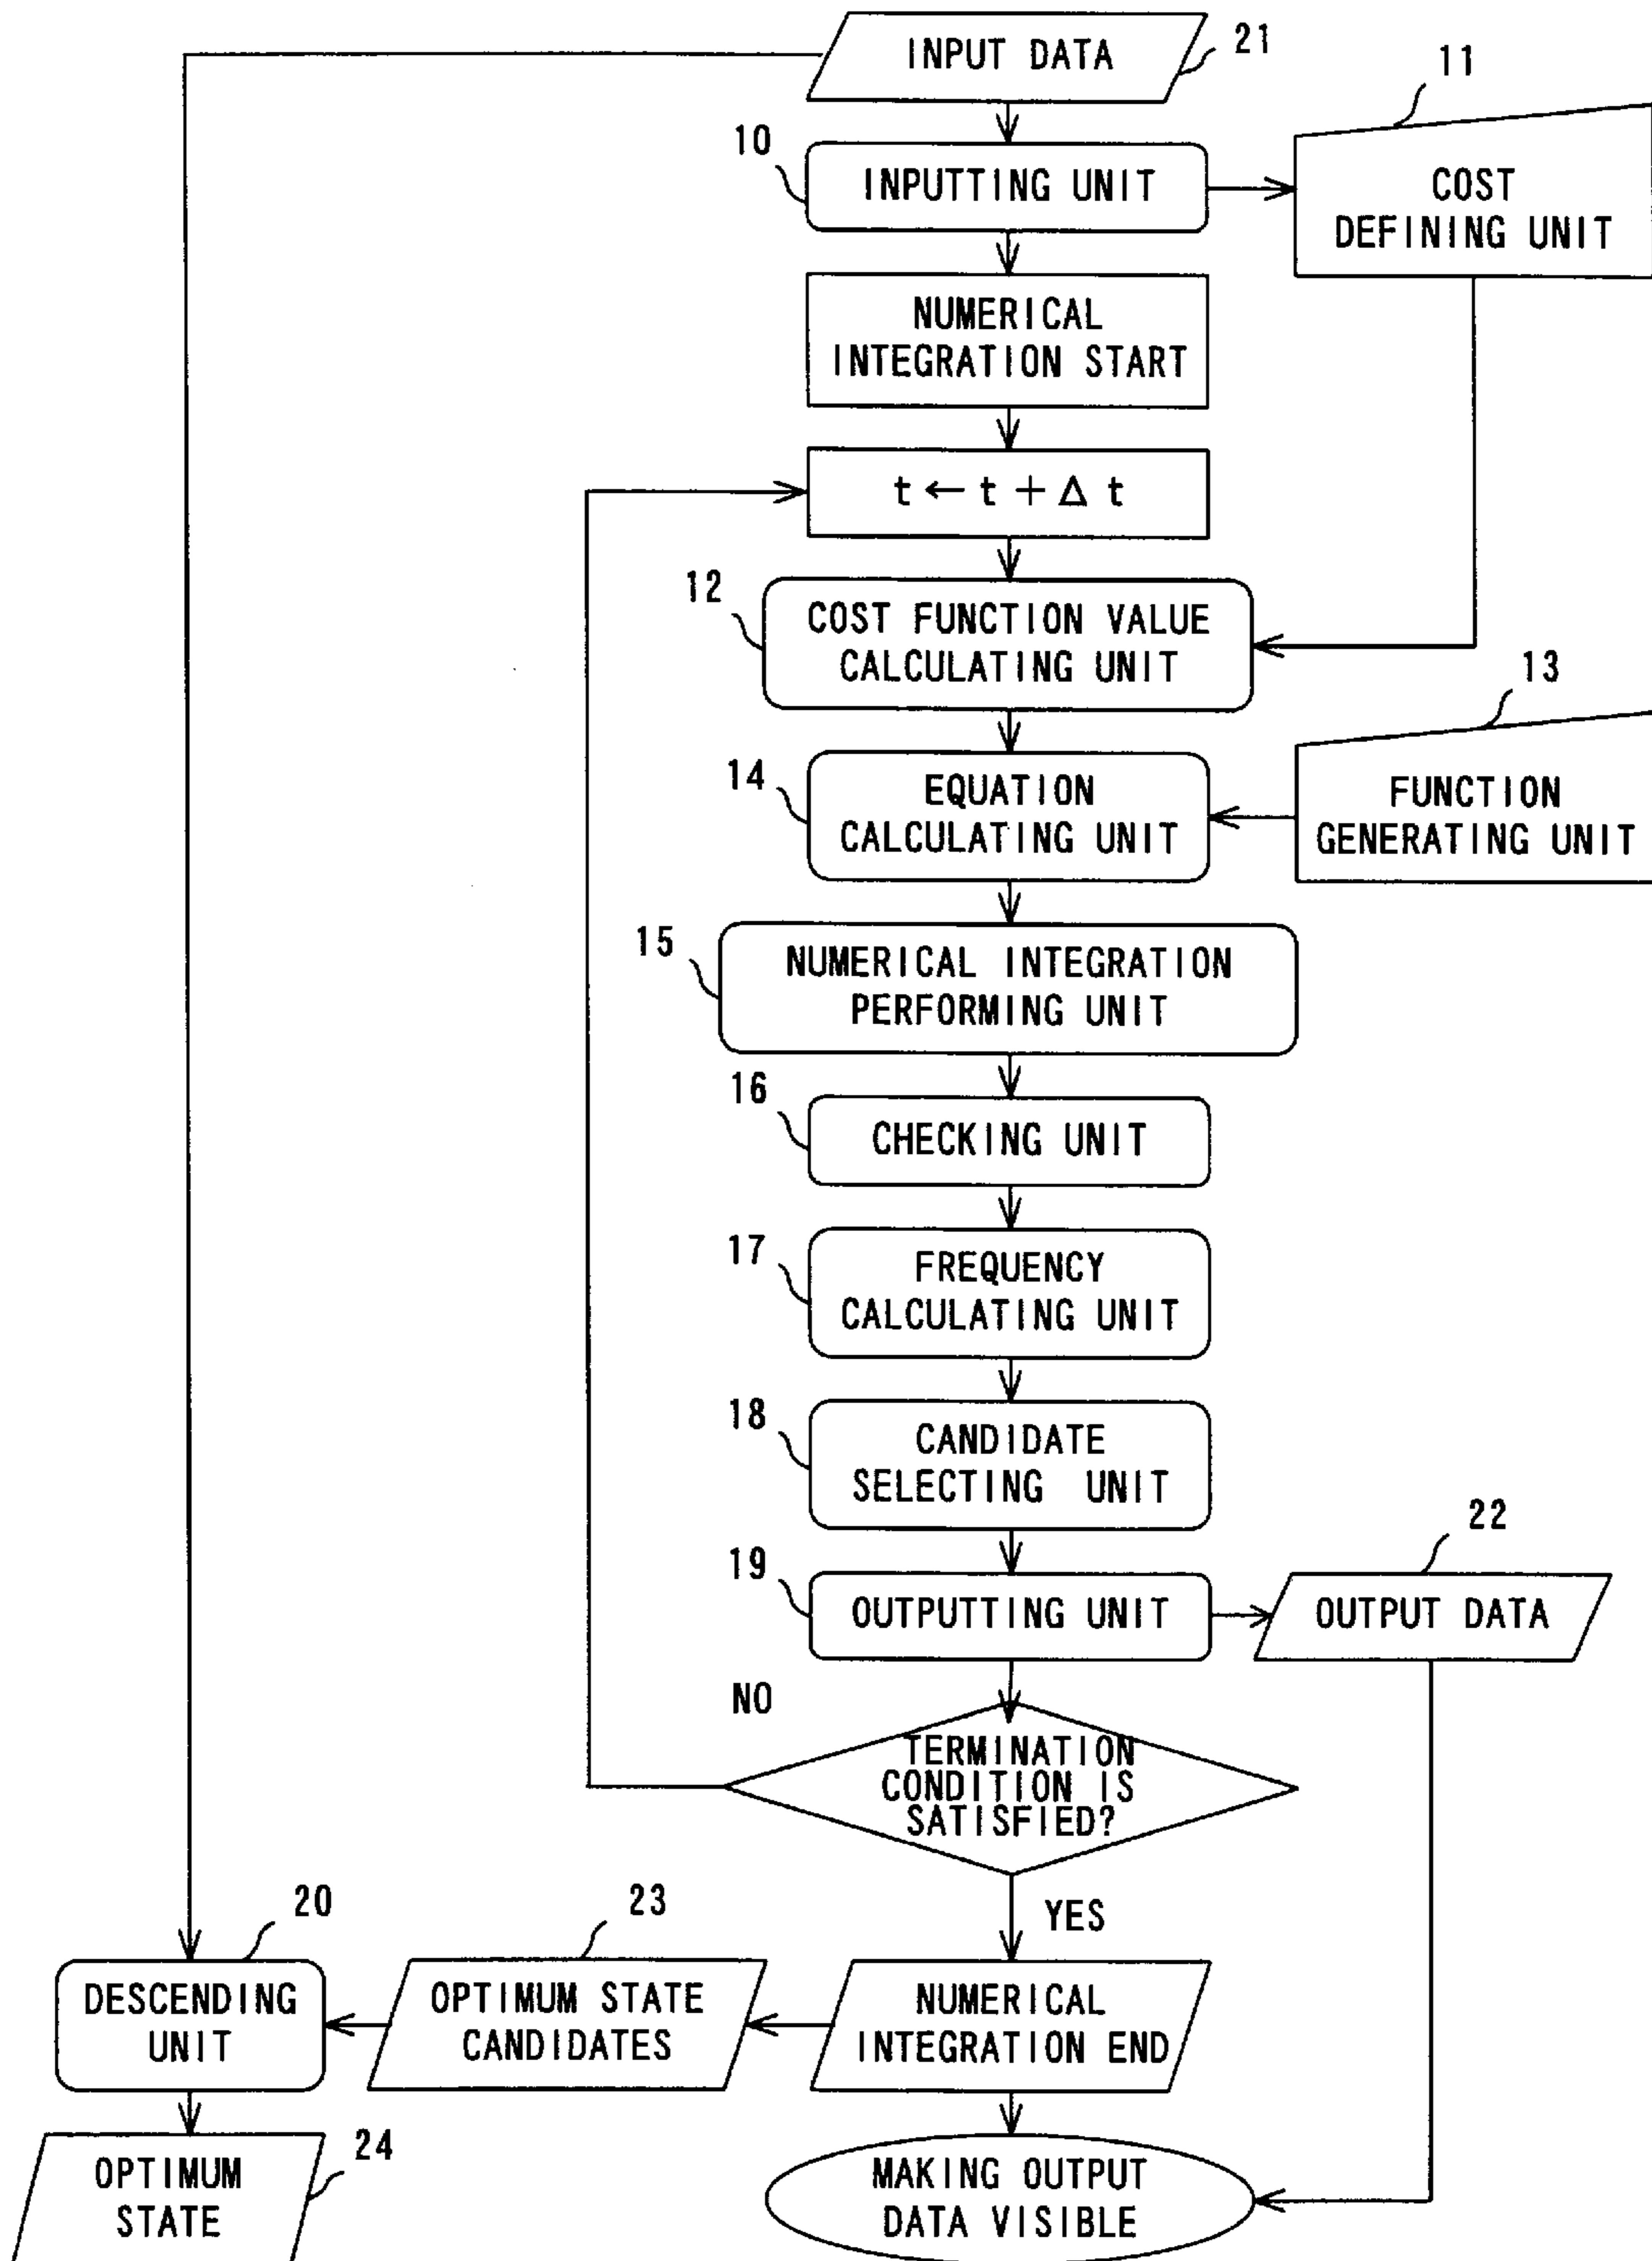 INPUT DATA
21
11
10
INPUTTING UNIT
COST
DEFINING UNIT
NUMERICAL
INTEGRATION START
t ← t + Δ t
12
COST FUNCTION VALUE
CALCULATING UNIT
13
14
EQUATION
CALCULATING UNIT
FUNCTION
GENERATING UNIT
15
NUMERICAL INTEGRATION
PERFORMING UNIT
16
CHECKING UNIT
17
FREQUENCY
CALCULATING UNIT
18
CANDIDATE
SELECTING UNIT
22
19
OUTPUTTING UNIT
OUTPUT DATA
NO
TERMINATION
CONDITION IS
SATISFIED?
YES
20
23
DESCENDING
UNIT
OPTIMUM STATE
CANDIDATES
NUMERICAL
INTEGRATION END
24
OPTIMUM
STATE
MAKING OUTPUT
DATA VISIBLE